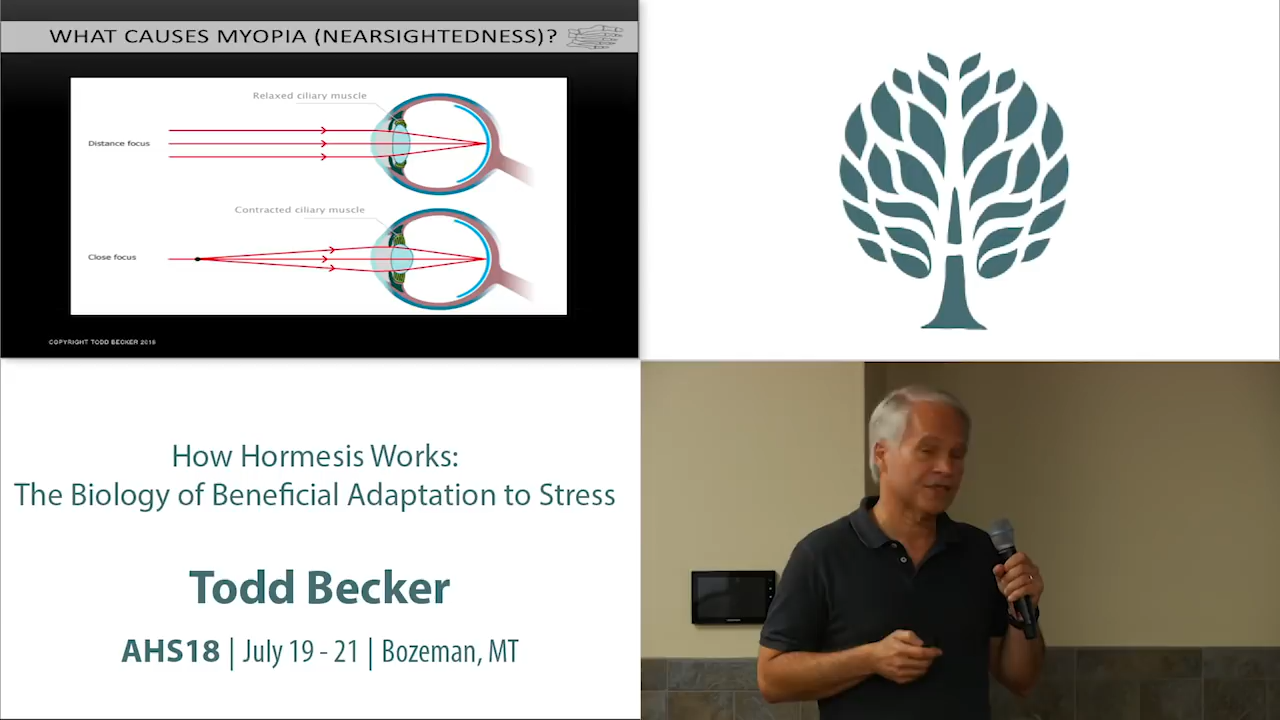 WHAT CAUSES MYOPIA (NEARSIGHTEDNESS)?
Relaxed ciliary muscle
Distance focus
Contracted ciliary muscle
Close focus
COPYRIGHT TODD BECKER 2018
How Hormesis Works:
The Biology of Beneficial Adaptation to Stress
Todd Becker
AHS18 | July 19 - 21 | Bozeman, MT